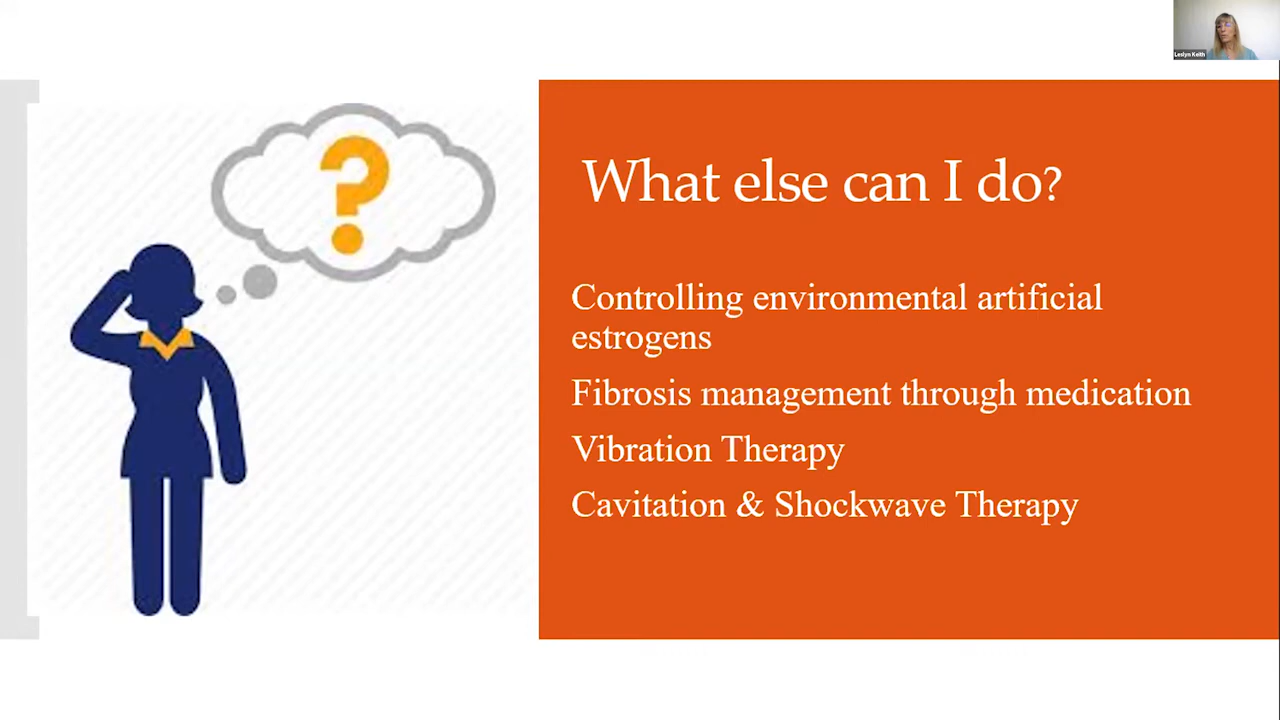 Leslyn Keith
What else can I do?
Controlling environmental artificial
estrogens
Fibrosis management through medication
Vibration Therapy
Cavitation & Shockwave Therapy
?